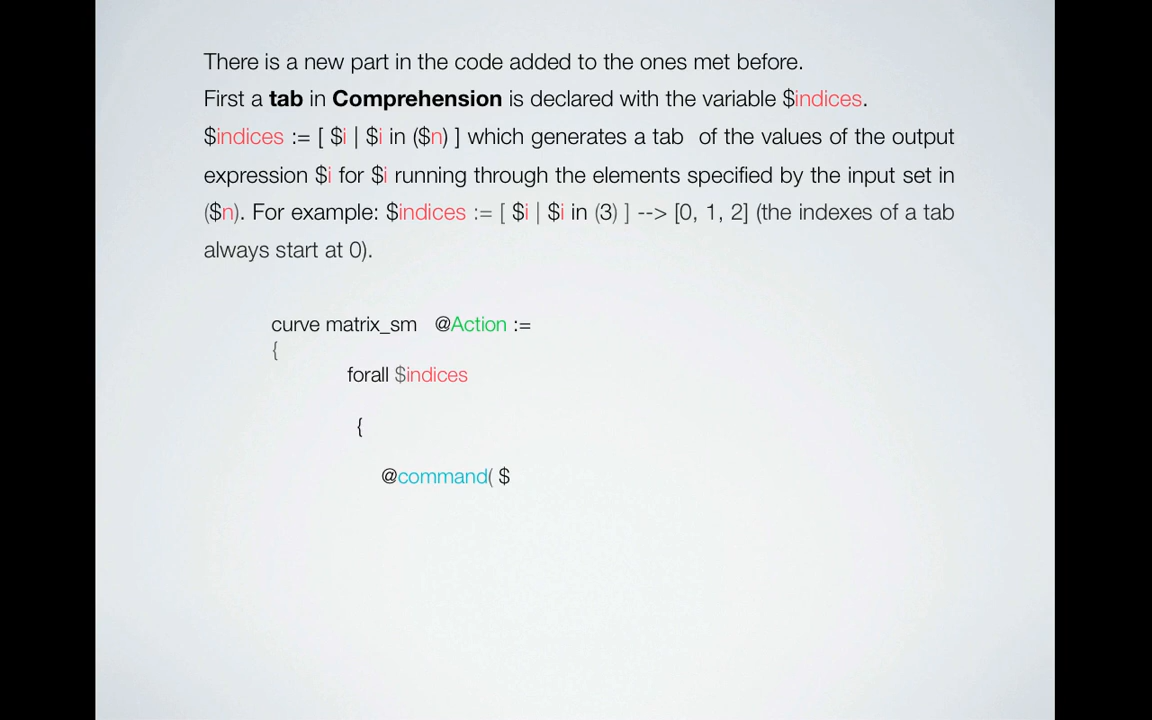 There is a new part in the code added to the ones met before.
First a tab in Comprehension is declared with the variable $indices.
$indices := [ $i | $i in ($n) ] which generates a tab of the values of the output
expression $i for $i running through the elements specified by the input set in
($n). For example: $indices := [ $i | $i in (3) ] --> [0, 1, 2] (the indexes of a tab
always start at 0).
curve matrix_sm @Action :=
{
forall $indices
{
@command( $